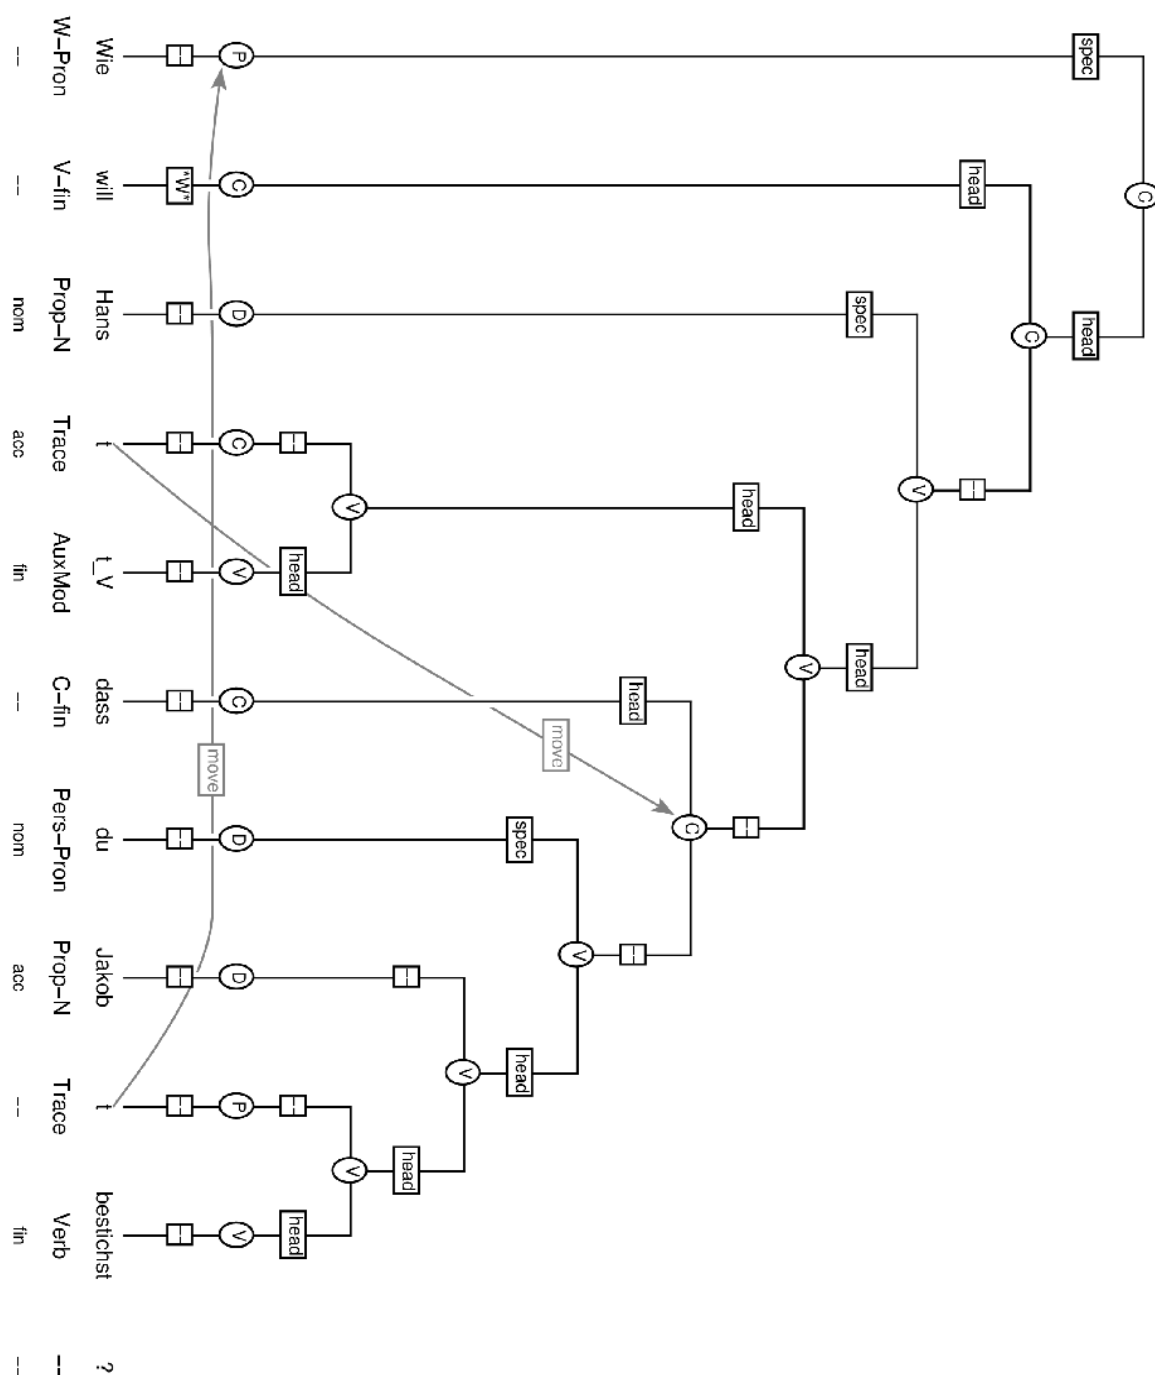 spec
C
head
head
C
spec
V
--
head
V
head
head
C
--
move
spec
V
--
--
V
head
--
V
head
--
V
head
head
P
C
D
C
V
C
D
D
P
V
move
--
*W*
--
--
--
--
--
--
--
--
Wie will Hans t t_V dass du Jakob t bestichst ?
W–Pron V–fin Prop–N Trace AuxMod C–fin Pers–Pron Prop–N Trace Verb --
-- -- nom acc fin -- nom acc -- fin --